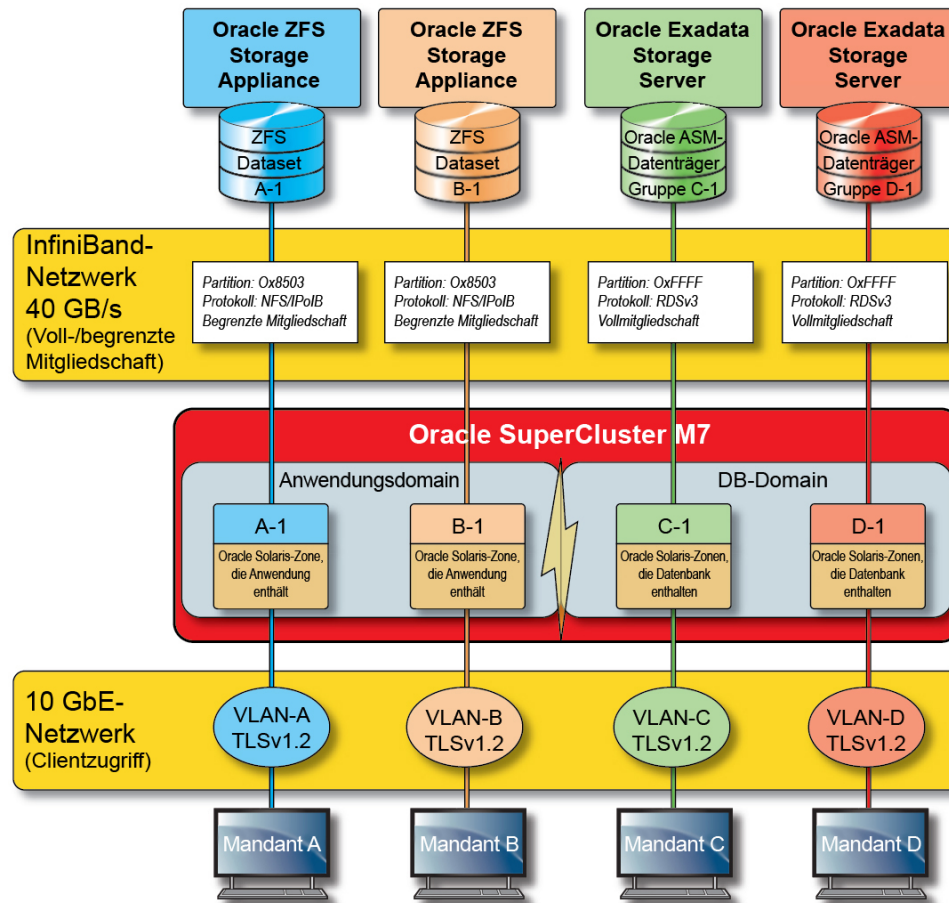 Oracle ZFS
Storage
Appliance
Oracle ZFS
Storage
Appliance
Oracle Exadata
Storage
Server
Oracle Exadata
Storage
Server
ZFS
Dataset
A-1
ZFS
Dataset
B-1
Oracle ASM-
Datenträger
Gruppe C-1
Oracle ASM-
Datenträger
Gruppe D-1
InfiniBand-
Netzwerk
40 GB/s
(Voll-/begrenzte
Mitgliedschaft)
Partition: Ox8503
Protokoll: NFS/IPoIB
Begrenzte Mitgliedschaft
Partition: Ox8503
Protokoll: NFS/IPoIB
Begrenzte Mitgliedschaft
Partition: OxFFFF
Protokoll: RDSv3
Vollmitgliedschaft
Partition: OxFFFF
Protokoll: RDSv3
Vollmitgliedschaft
Oracle SuperCluster M7
Anwendungsdomain
DB-Domain
A-1
Oracle Solaris-Zone,
die Anwendung
enthält
B-1
Oracle Solaris-Zone,
die Anwendung
enthält
C-1
Oracle Solaris-Zonen,
die Datenbank
enthalten
D-1
Oracle Solaris-Zonen,
die Datenbank
enthalten
10 GbE-
Netzwerk
(Clientzugriff)
VLAN-A
TLSv1.2
VLAN-B
TLSv1.2
VLAN-C
TLSv1.2
VLAN-D
TLSv1.2
Mandant A
Mandant B
Mandant C
Mandant D